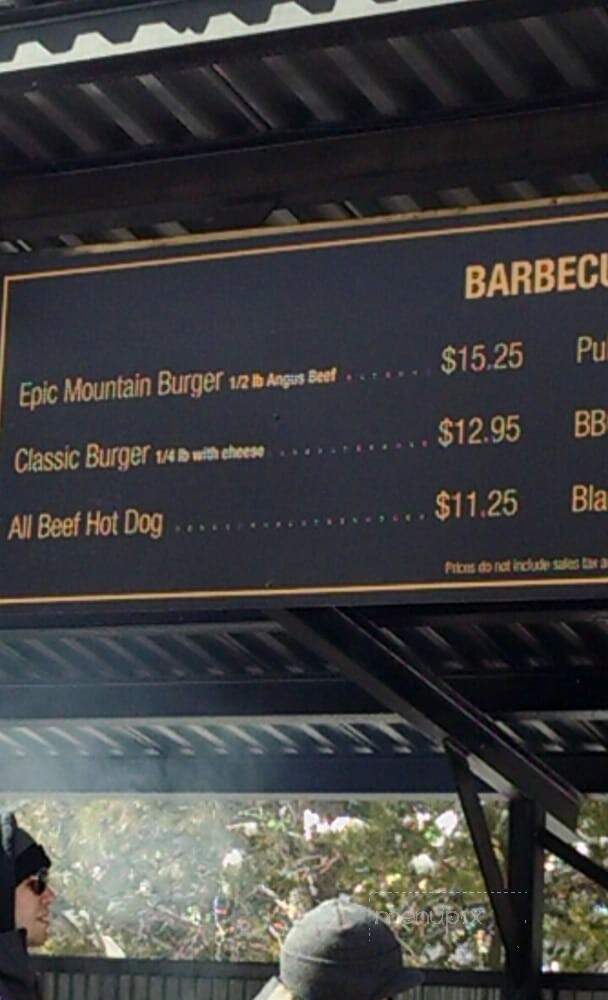 BARBECU
Epic Mountain Burger 1/2 lb Angus Beef ........ $15.25 Pu
Classic Burger 1/4 lb with cheese ............... $12.95 BB
All Beef Hot Dog ........................ $11.25 Bla
Prices do not include sales tax a
menupix